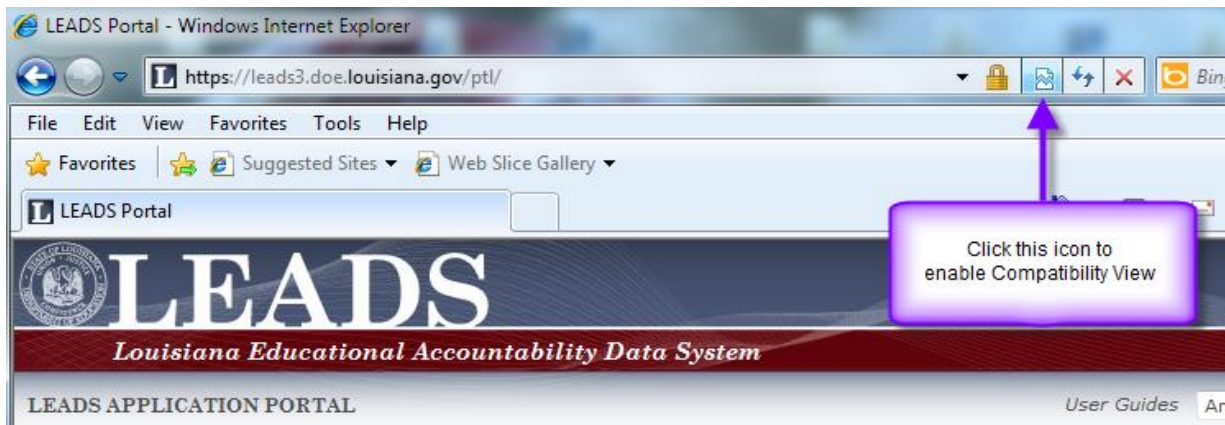 LEADS Portal - Windows Internet Explorer
https://leads3.doe.louisiana.gov/ptl/
File Edit View Favorites Tools Help
Favorites Suggested Sites Web Slice Gallery
LEADS Portal
Click this icon to
enable Compatibility View
LEADS
Louisiana Educational Accountability Data System
LEADS APPLICATION PORTAL User Guides